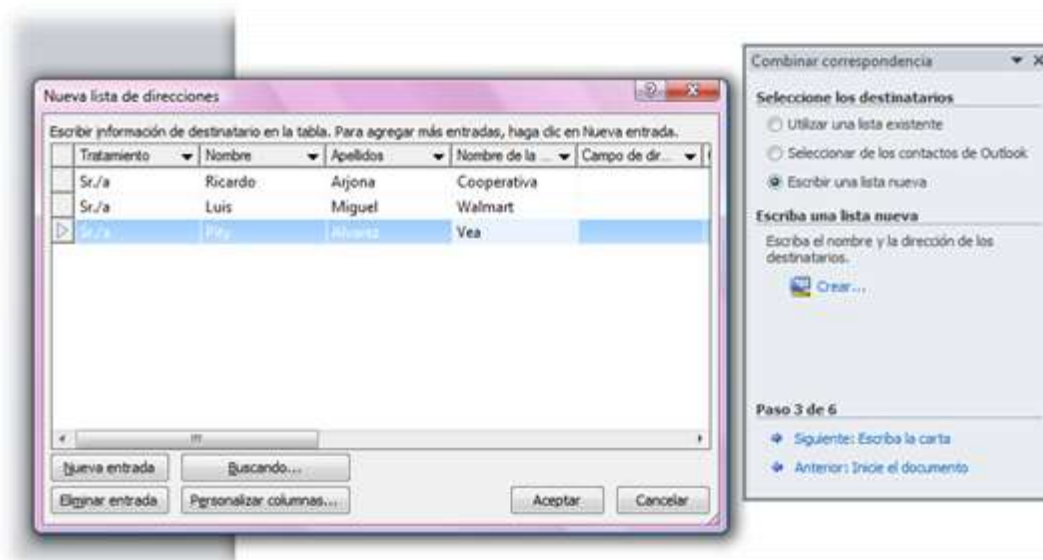 Nueva lista de direcciones
Escribir información de destinatario en la tabla. Para agregar más entradas, haga clic en Nueva entrada.
Tratamiento Nombre Apellidos Nombre de la ... Campo de dir...
Sr./a Ricardo Arjona Cooperativa
Sr./a Luis Miguel Walmart
Sr./a Pity Alvarez Vea
Nueva entrada Buscando...
Eliminar entrada Personalizar columnas... Aceptar Cancelar
Combinar correspondencia
Seleccione los destinatarios
Utilizar una lista existente
Seleccionar de los contactos de Outlook
Escribir una lista nueva
Escriba una lista nueva
Escriba el nombre y la dirección de los
destinatarios.
Crear...
Paso 3 de 6
Siguiente: Escriba la carta
Anterior: Inicie el documento